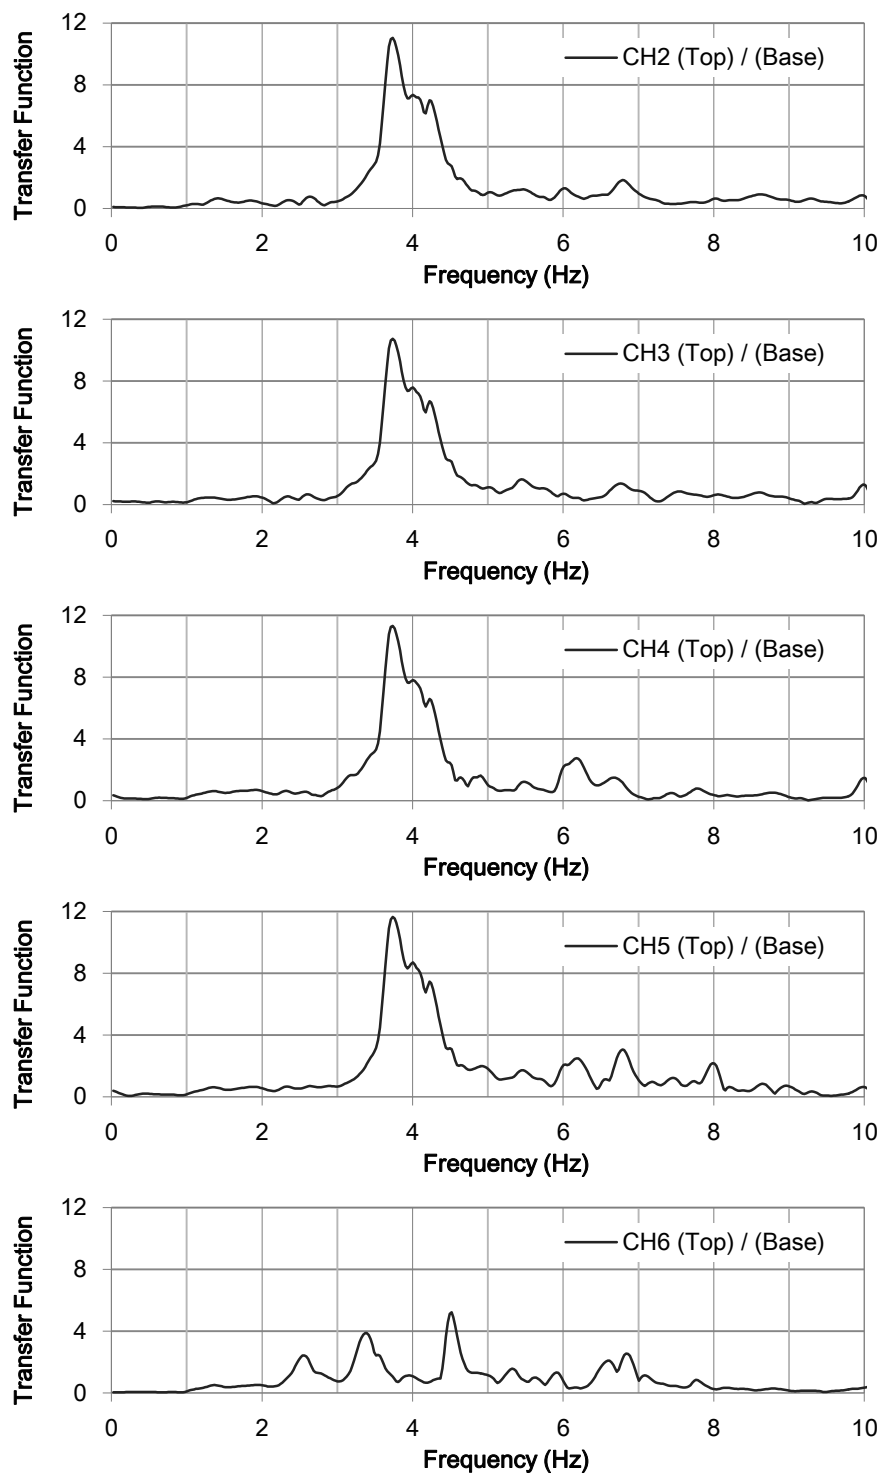 Transfer Function
12
8
4
0
CH2 (Top) / (Base)
0 2 4 6 8 10
Frequency (Hz)
Transfer Function
12
8
4
0
CH3 (Top) / (Base)
0 2 4 6 8 10
Frequency (Hz)
Transfer Function
12
8
4
0
CH4 (Top) / (Base)
0 2 4 6 8 10
Frequency (Hz)
Transfer Function
12
8
4
0
CH5 (Top) / (Base)
0 2 4 6 8 10
Frequency (Hz)
Transfer Function
12
8
4
0
CH6 (Top) / (Base)
0 2 4 6 8 10
Frequency (Hz)